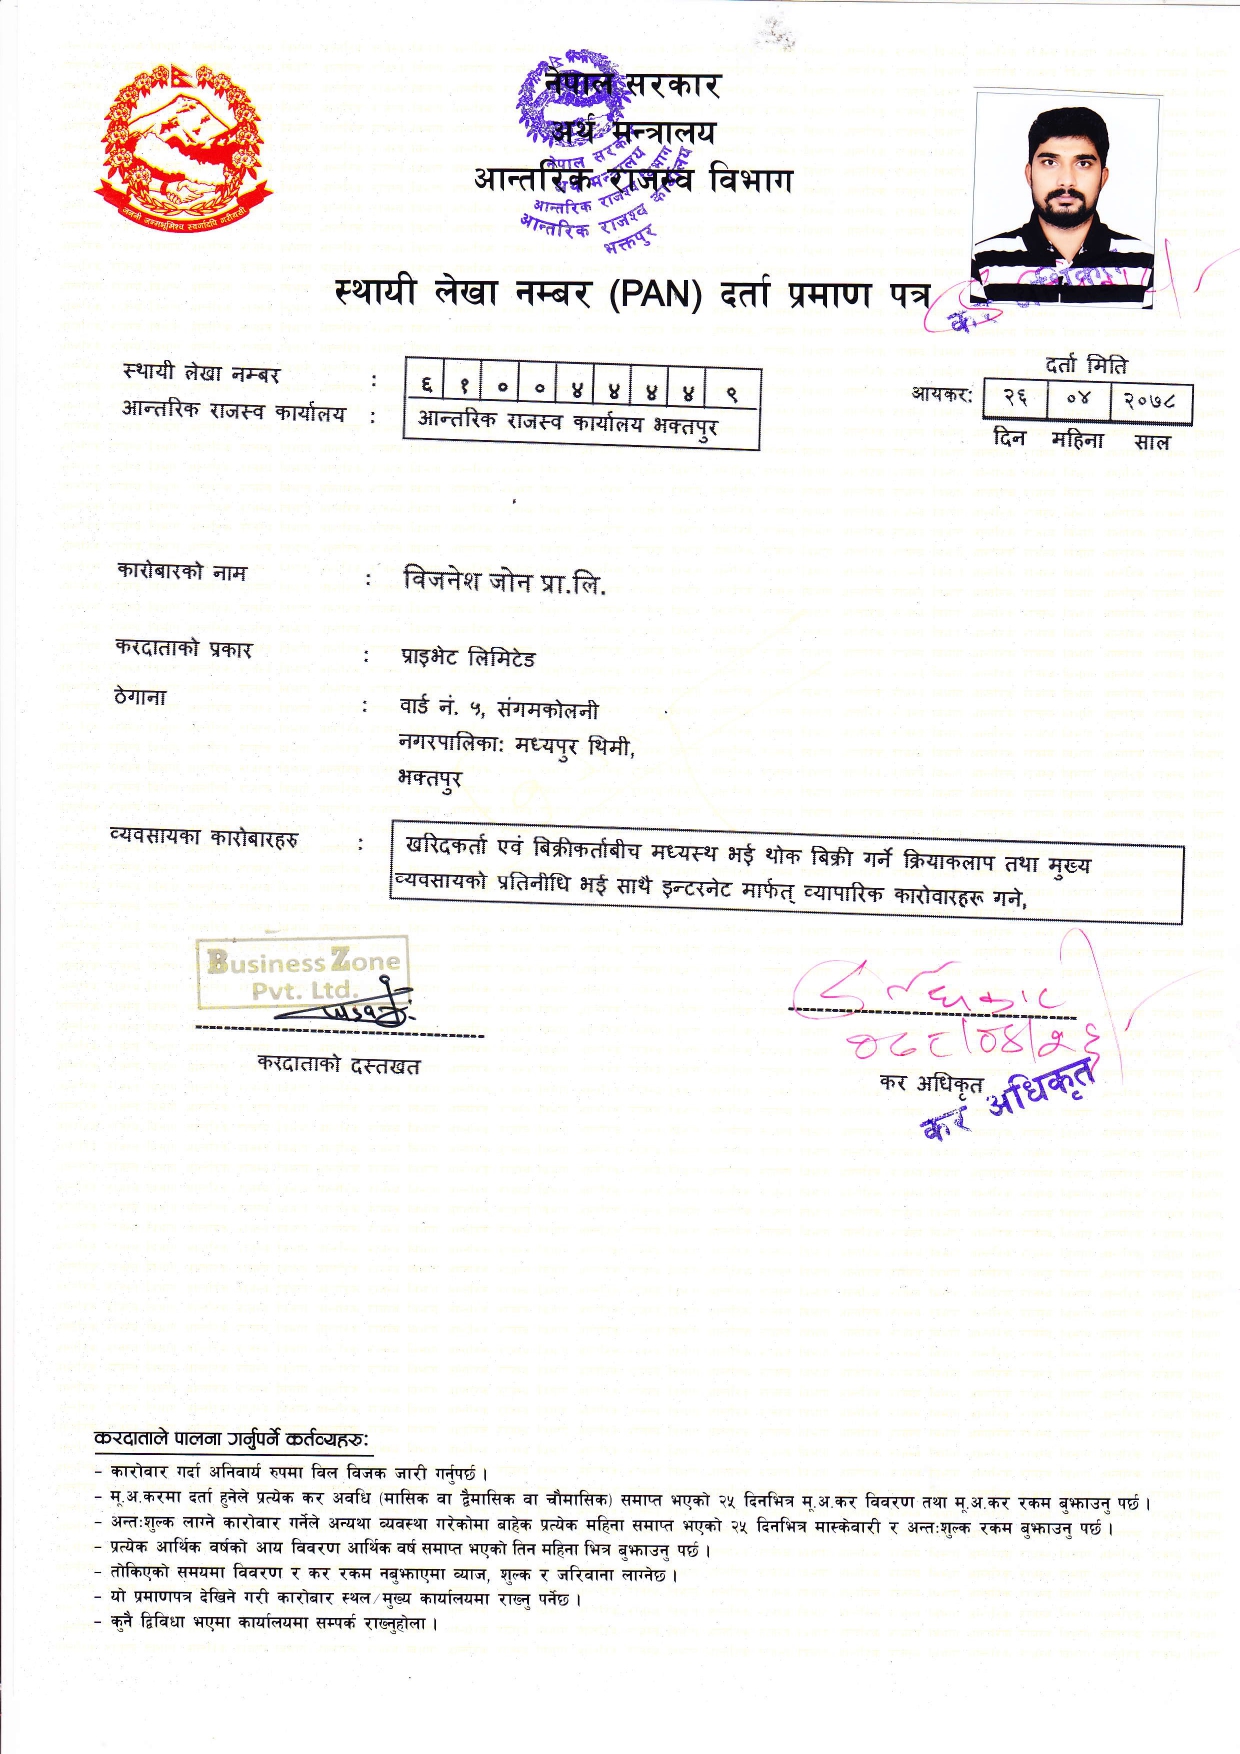 नेपाल सरकार
अर्थ मन्त्रालय
आन्तरिक राजस्व विभाग
नेपाल सरकार
अर्थ मन्त्रालय
आन्तरिक राजश्व विभाग
आन्तरिक राजश्व कार्यालय
भक्तपुर
जननी जन्मभूमिश्च स्वर्गादपि गरीयसी
स्थायी लेखा नम्बर (PAN) दर्ता प्रमाण पत्र
दर्ता मिति
स्थायी लेखा नम्बर : ६ १ ० ० ४ ४ ४ ४ ९
आयकर: २६ ०४ २०७८
आन्तरिक राजस्व कार्यालय : आन्तरिक राजस्व कार्यालय भक्तपुर
दिन महिना साल
कारोबारको नाम : विजनेश जोन प्रा.लि.
करदाताको प्रकार : प्राइभेट लिमिटेड
ठेगाना : वार्ड नं. ५, संगमकोलनी
नगरपालिका: मध्यपुर थिमी,
भक्तपुर
व्यवसायका कारोबारहरु : खरिदकर्ता एवं बिक्रीकर्ताबीच मध्यस्थ भई थोक बिक्री गर्ने क्रियाकलाप तथा मुख्य
व्यवसायको प्रतिनीधि भई साथै इन्टरनेट मार्फत् व्यापारिक कारोवारहरू गने,
Business Zone
Pvt. Ltd.
करदाताको दस्तखत
कर अधिकृत
कर अधिकृत
करदाताले पालना गर्नुपर्ने कर्तव्यहरु:
- कारोवार गर्दा अनिवार्य रुपमा विल विजक जारी गर्नुपर्छ ।
- मू.अ.करमा दर्ता हुनेले प्रत्येक कर अवधि (मासिक वा द्वैमासिक वा चौमासिक) समाप्त भएको २५ दिनभित्र मू.अ.कर विवरण तथा मू.अ.कर रकम बुझाउनु पर्छ ।
- अन्त:शुल्क लाग्ने कारोवार गर्नेले अन्यथा व्यवस्था गरेकोमा बाहेक प्रत्येक महिना समाप्त भएको २५ दिनभित्र मास्केवारी र अन्त:शुल्क रकम बुझाउनु पर्छ ।
- प्रत्येक आर्थिक वर्षको आय विवरण आर्थिक वर्ष समाप्त भएको तिन महिना भित्र बुझाउनु पर्छ ।
- तोकिएको समयमा विवरण र कर रकम नबुझाएमा व्याज, शुल्क र जरिवाना लाग्नेछ ।
- यो प्रमाणपत्र देखिने गरी कारोबार स्थल/मुख्य कार्यालयमा राख्नु पर्नेछ ।
- कुनै द्विविधा भएमा कार्यालयमा सम्पर्क राख्नुहोला ।